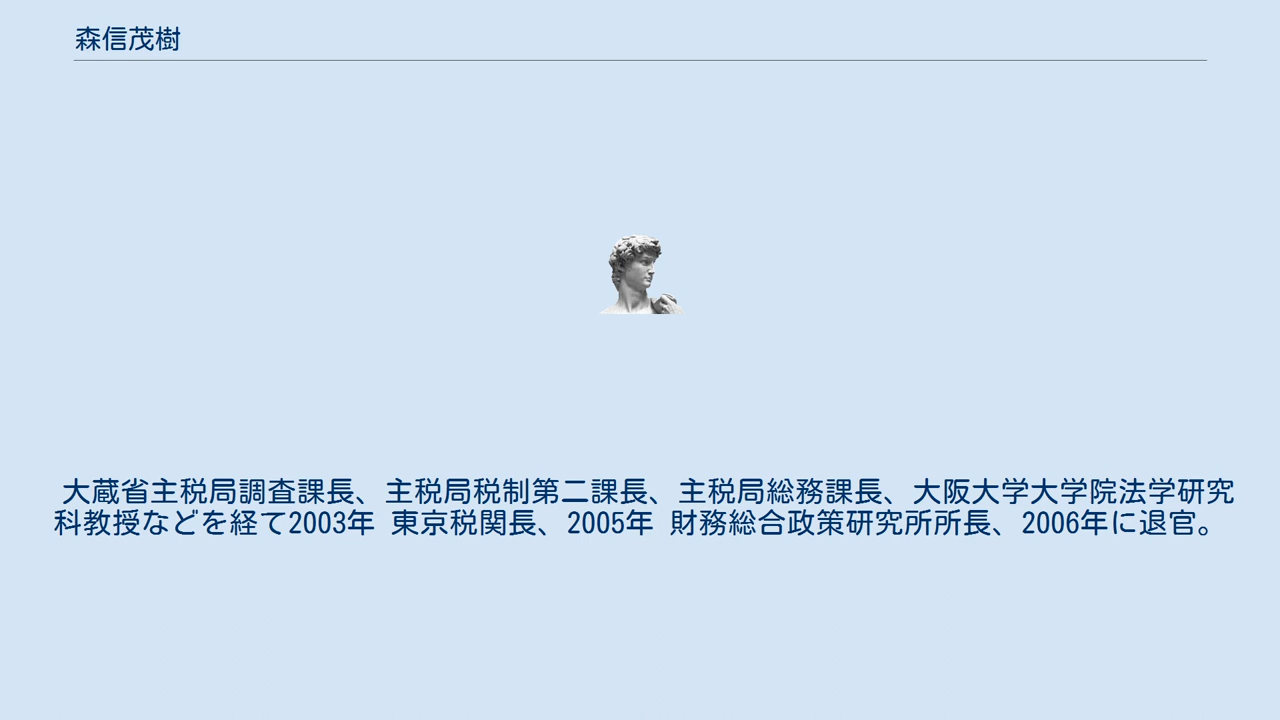 森信茂樹
大蔵省主税局調査課長、主税局税制第二課長、主税局総務課長、大阪大学大学院法学研究
科教授などを経て2003年 東京税関長、2005年 財務総合政策研究所所長、2006年に退官。